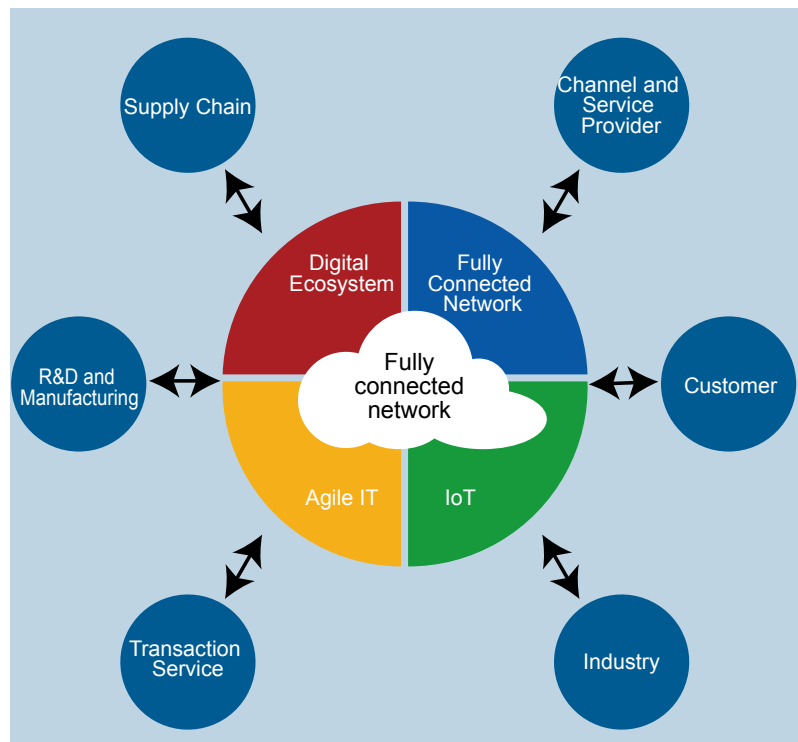 Supply Chain
Channel and
Service
Provider
Digital
Ecosystem
Fully
Connected
Network
Fully
connected
network
R&D and
Manufacturing
Customer
Agile IT
IoT
Transaction
Service
Industry